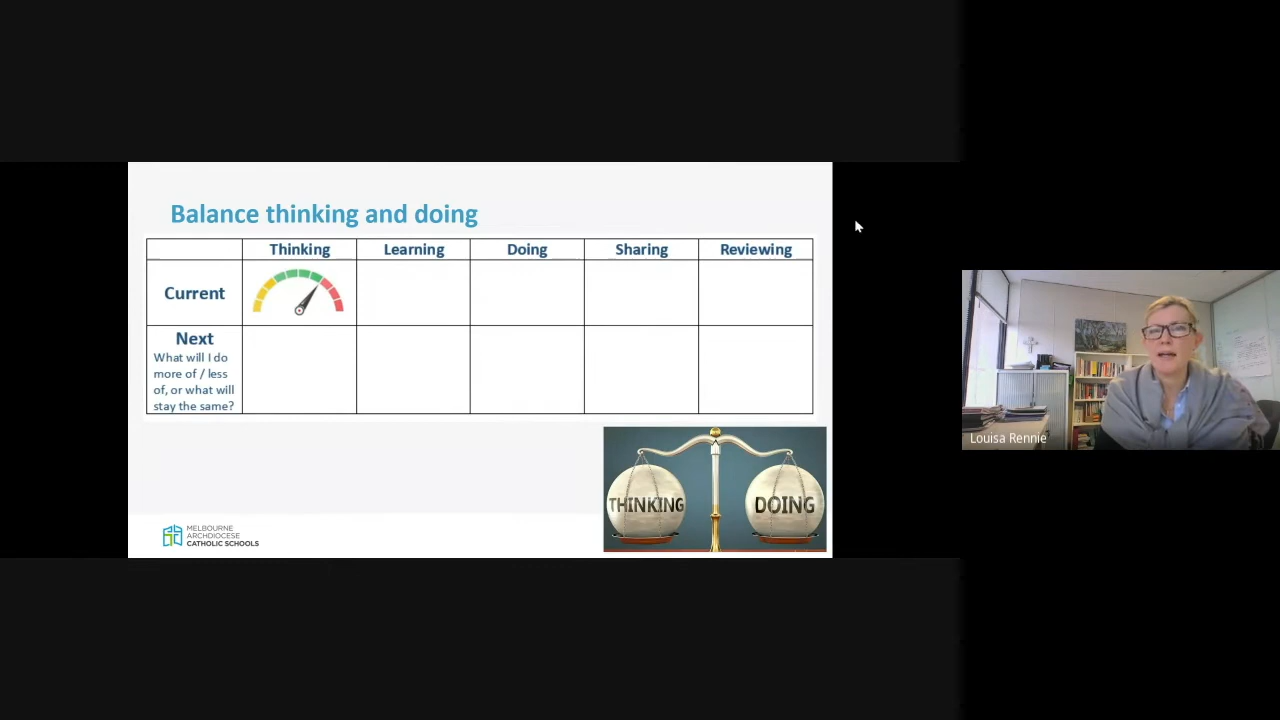 Balance thinking and doing
Thinking Learning Doing Sharing Reviewing
Current
Next
What will I do
more of / less
of, or what will
stay the same?
THINKING DOING
MELBOURNE
ARCHDIOCESE
CATHOLIC SCHOOLS
Louisa Rennie